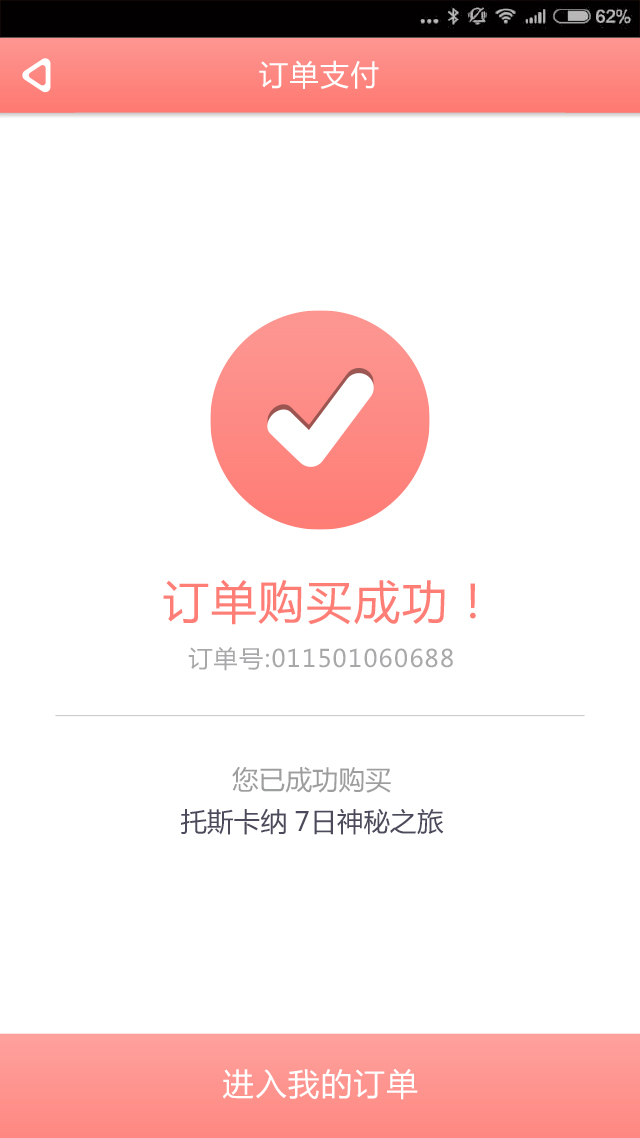 62%
订单支付
订单购买成功！
订单号:011501060688
您已成功购买
托斯卡纳 7日神秘之旅
进入我的订单